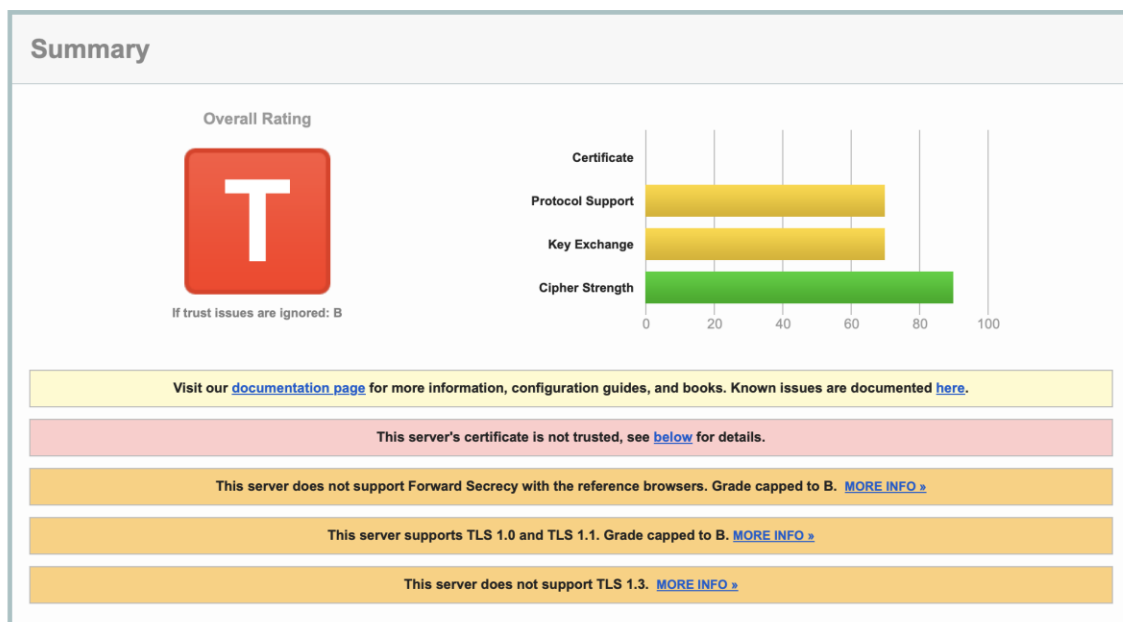 Summary
Overall Rating
T
If trust issues are ignored: B
Certificate
Protocol Support
Key Exchange
Cipher Strength
0 20 40 60 80 100
Visit our documentation page for more information, configuration guides, and books. Known issues are documented here.
This server's certificate is not trusted, see below for details.
This server does not support Forward Secrecy with the reference browsers. Grade capped to B. MORE INFO »
This server supports TLS 1.0 and TLS 1.1. Grade capped to B. MORE INFO »
This server does not support TLS 1.3. MORE INFO »